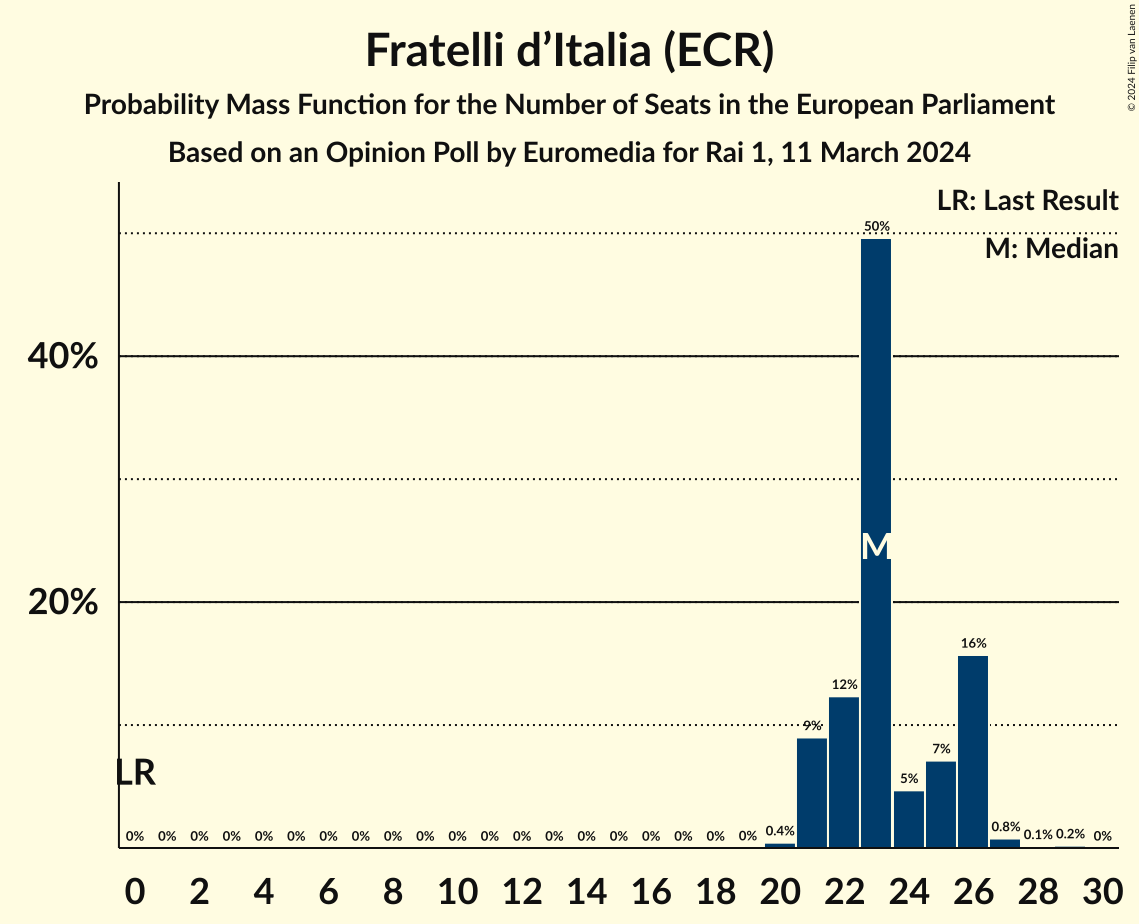 Fratelli d’Italia (ECR)
Probability Mass Function for the Number of Seats in the European Parliament
Based on an Opinion Poll by Euromedia for Rai 1, 11 March 2024
© 2024 Filip van Laenen
LR: Last Result
M: Median
40%
20%
LR
M
0% 0% 0% 0% 0% 0% 0% 0% 0% 0% 0% 0% 0% 0% 0% 0% 0% 0% 0% 0% 0.4% 9% 12% 50% 5% 7% 16% 0.8% 0.1% 0.2% 0%
0 2 4 6 8 10 12 14 16 18 20 22 24 26 28 30